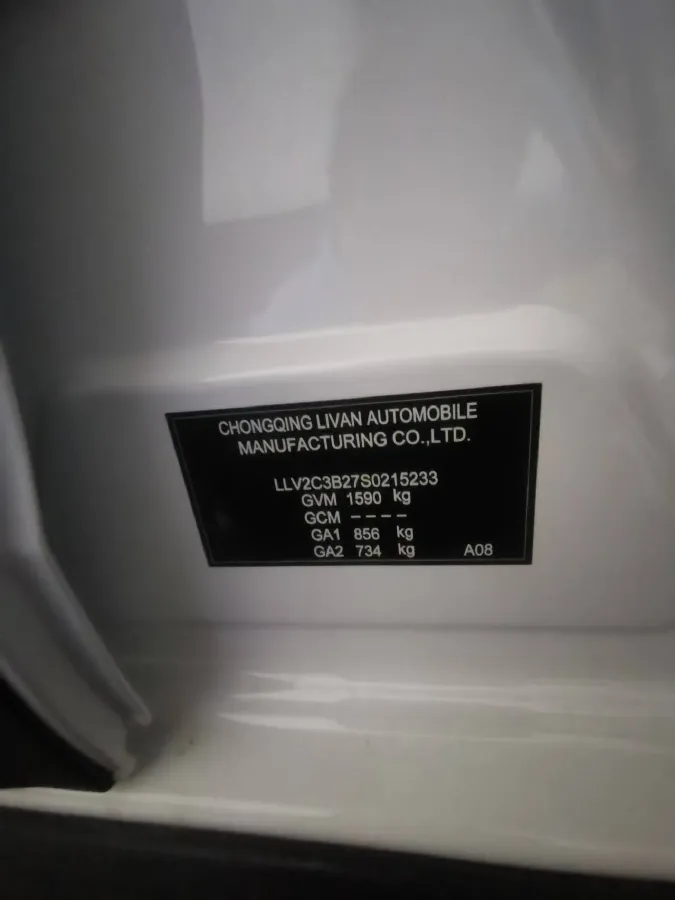 CHONGQING LIVAN AUTOMOBILE
MANUFACTURING CO.,LTD.
LLV2C3B27S0215233
GVM 1590 kg
GCM ----
GA1 856 kg
GA2 734 kg A08